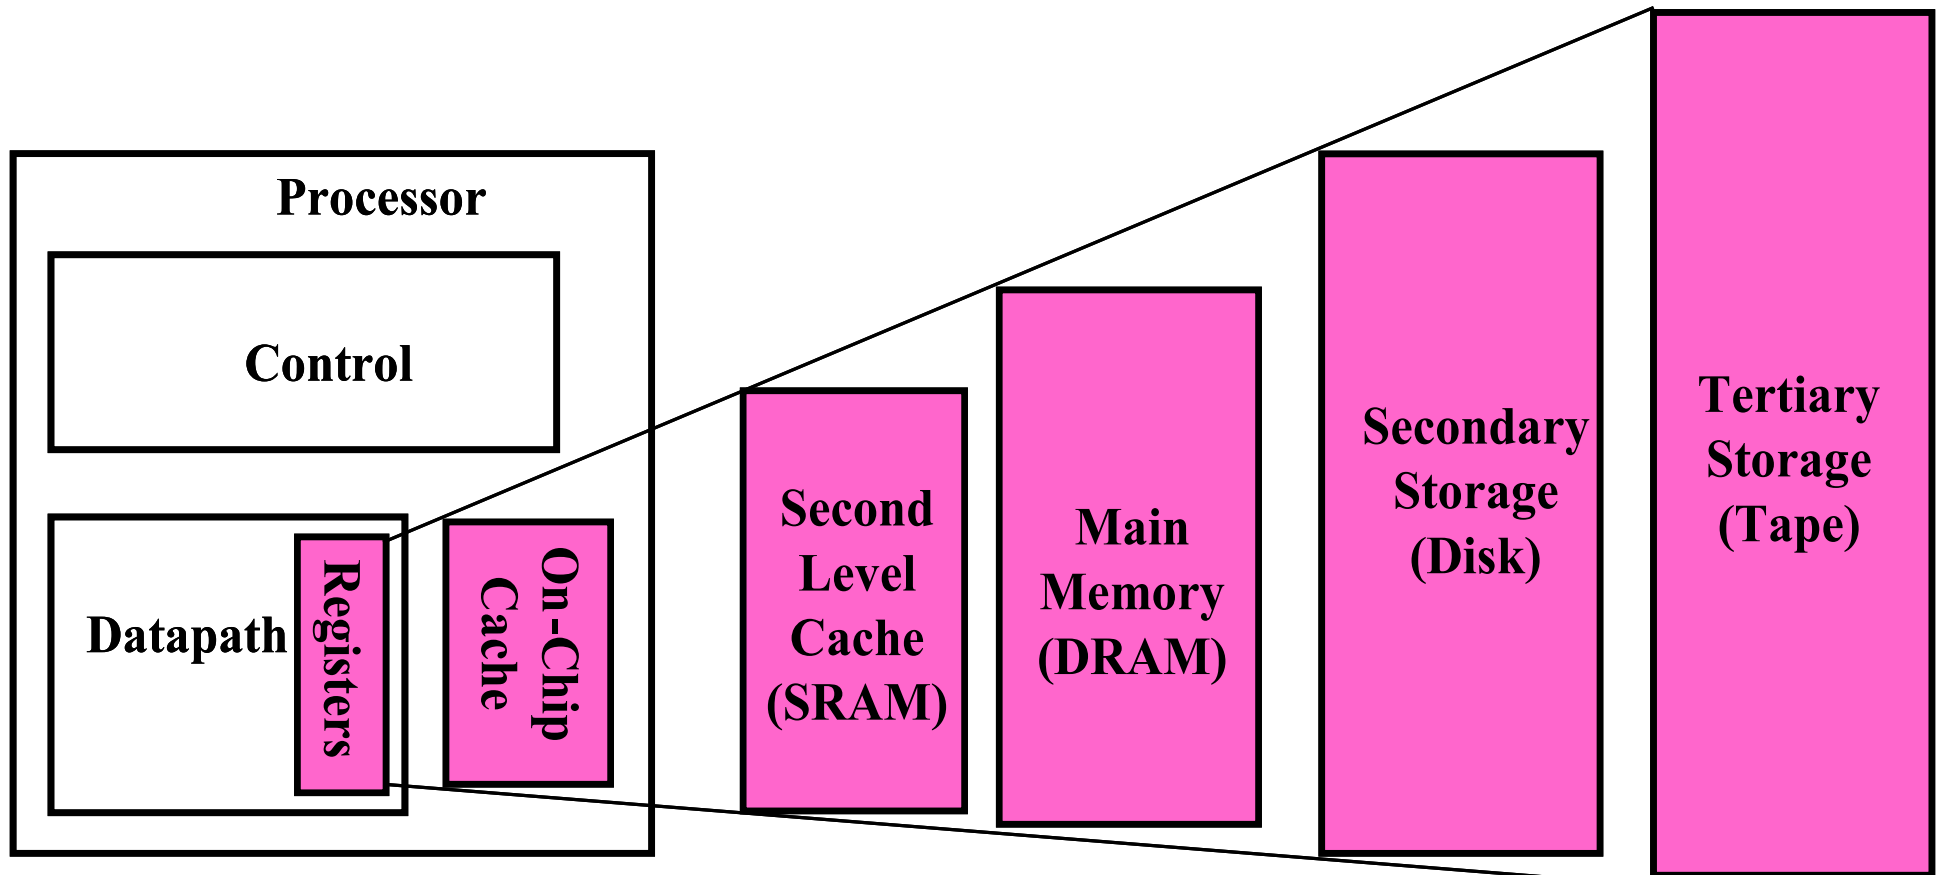 Processor
Control
Datapath
Registers
On-Chip
Cache
Second
Level
Cache
(SRAM)
Main
Memory
(DRAM)
Secondary
Storage
(Disk)
Tertiary
Storage
(Tape)